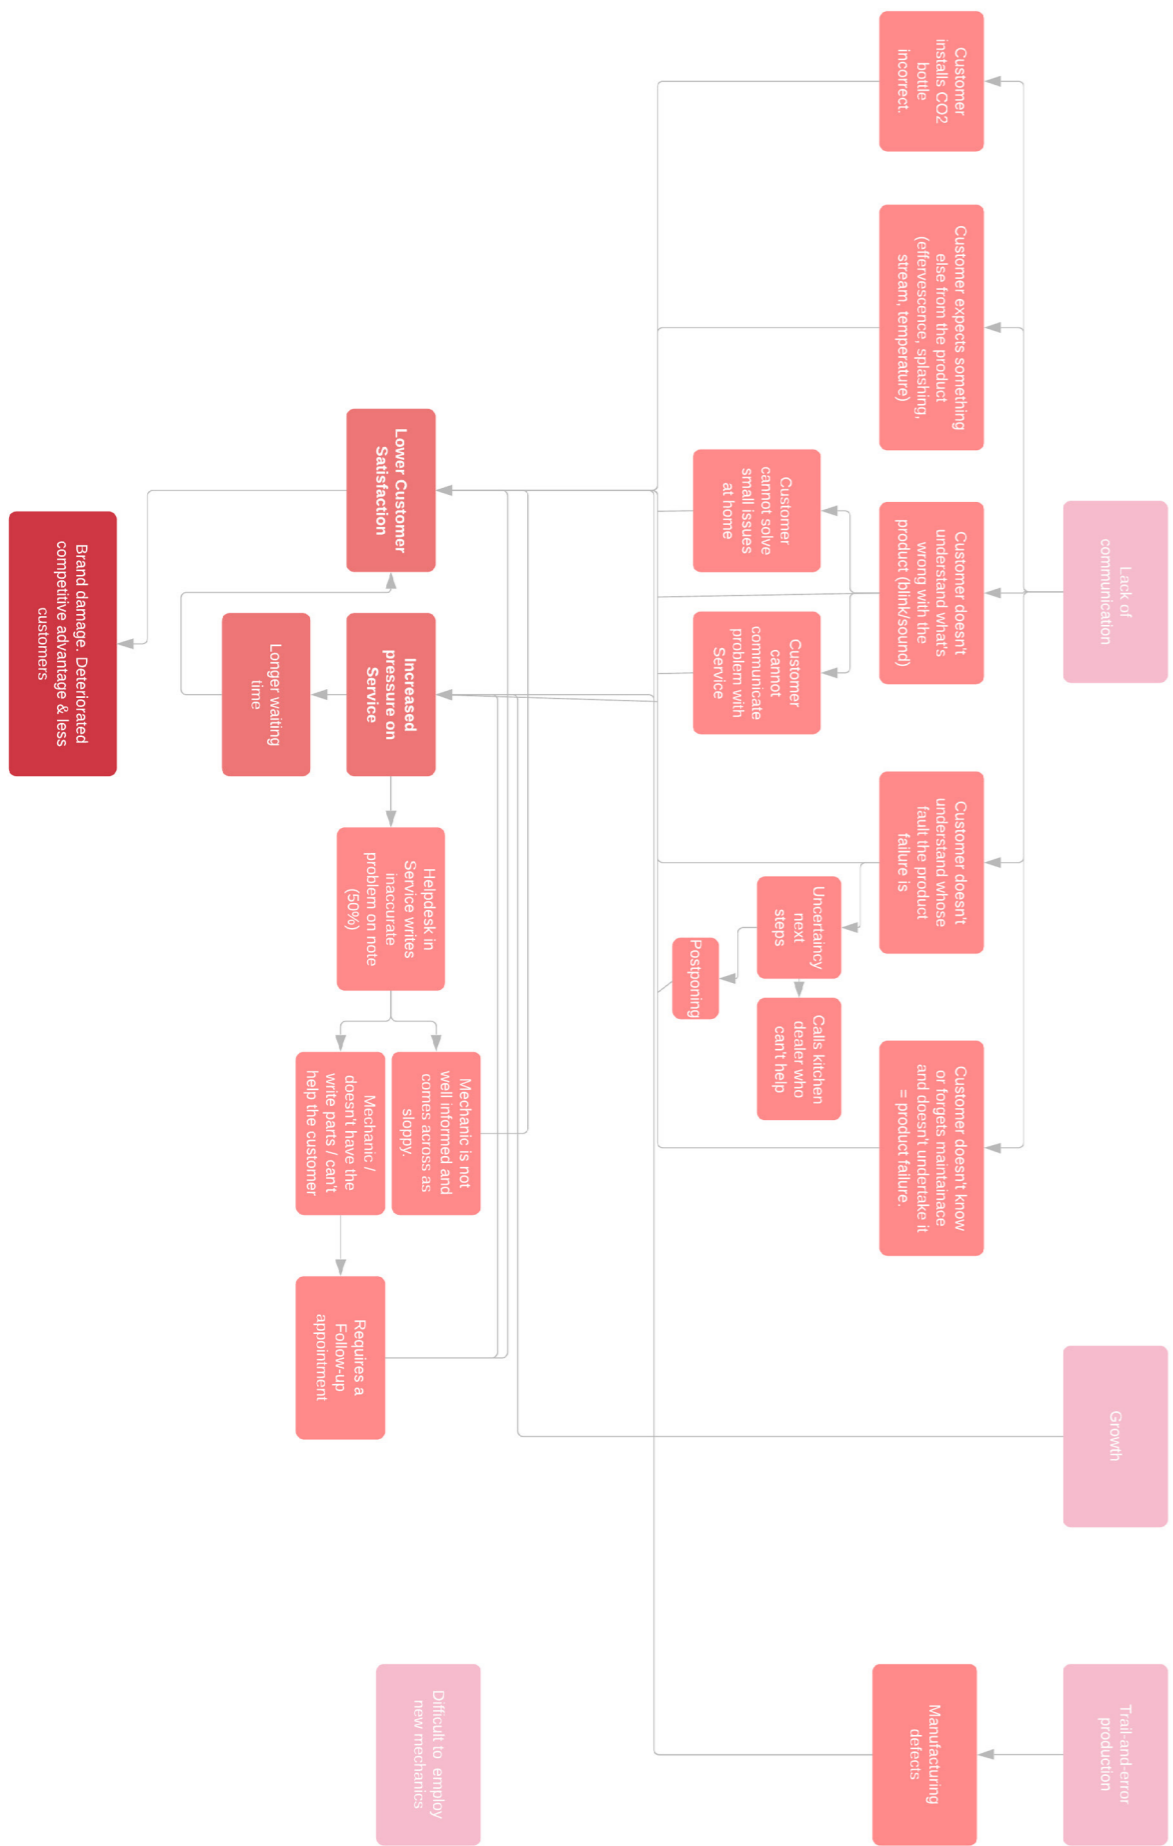 Lack of
communication
Growth
Trail-and-error
production
Customer
installs CO2
bottle
incorrect.
Customer expects something
else from the product
(effervescence, splashing,
stream, temperature)
Customer doesn't
understand what's
wrong with the
product (blink/sound)
Customer doesn't
understand whose
fault the product
failure is
Customer doesn't know
or forgets maintainace
and doesn't undertake it
= product failure.
Manufacturing
defects
Customer
cannot solve
small issues
at home
Customer
cannot
communicate
problem with
Service
Uncertaincy
next
steps
Calls kitchen
dealer who
can't help
Postponing
Lower Customer
Satisfaction
Increased
pressure on
Service
Helpdesk in
Service writes
inaccurate
problem on note
(50%)
Mechanic is not
well informed and
comes across as
sloppy.
Mechanic /
doesn't have the
write parts / can't
help the customer
Requires a
Follow-up
appointment
Difficult to employ
new mechanics
Longer waiting
time
Brand damage. Deteriorated
competitive advantage & less
customers